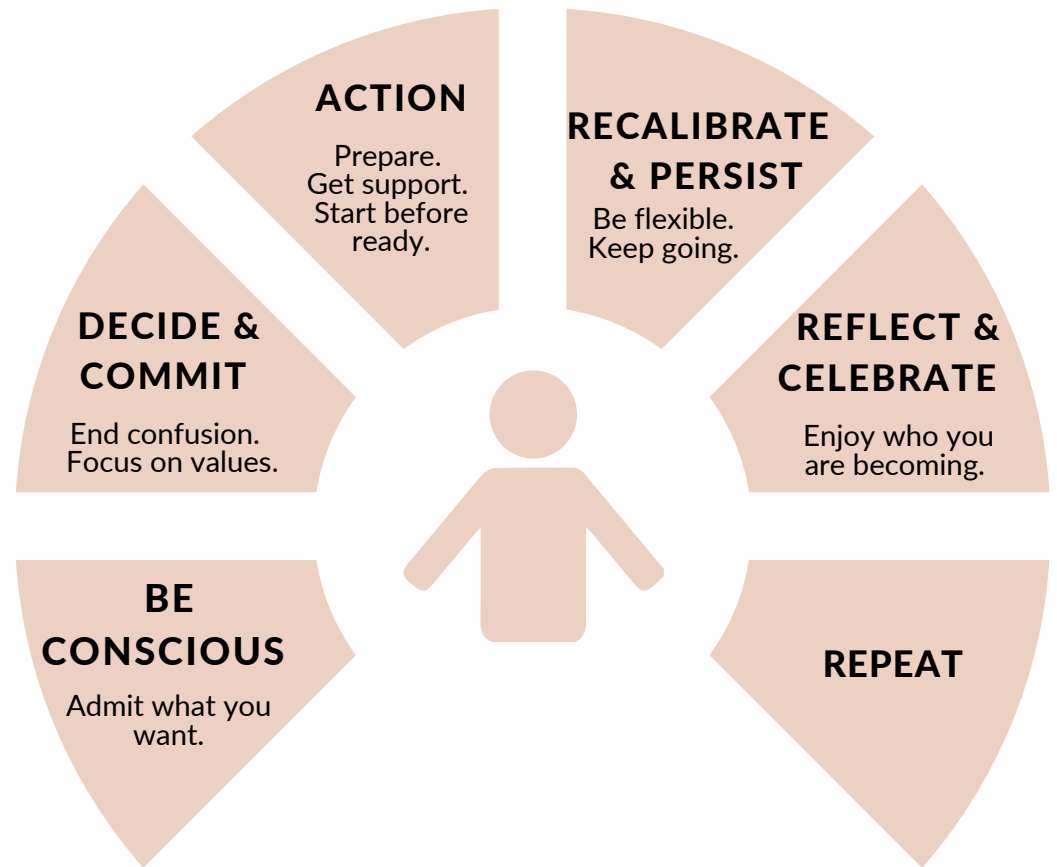 BE
CONSCIOUS
Admit what you
want.
DECIDE &
COMMIT
End confusion.
Focus on values.
ACTION
Prepare.
Get support.
Start before
ready.
RECALIBRATE
& PERSIST
Be flexible.
Keep going.
REFLECT &
CELEBRATE
Enjoy who you
are becoming.
REPEAT